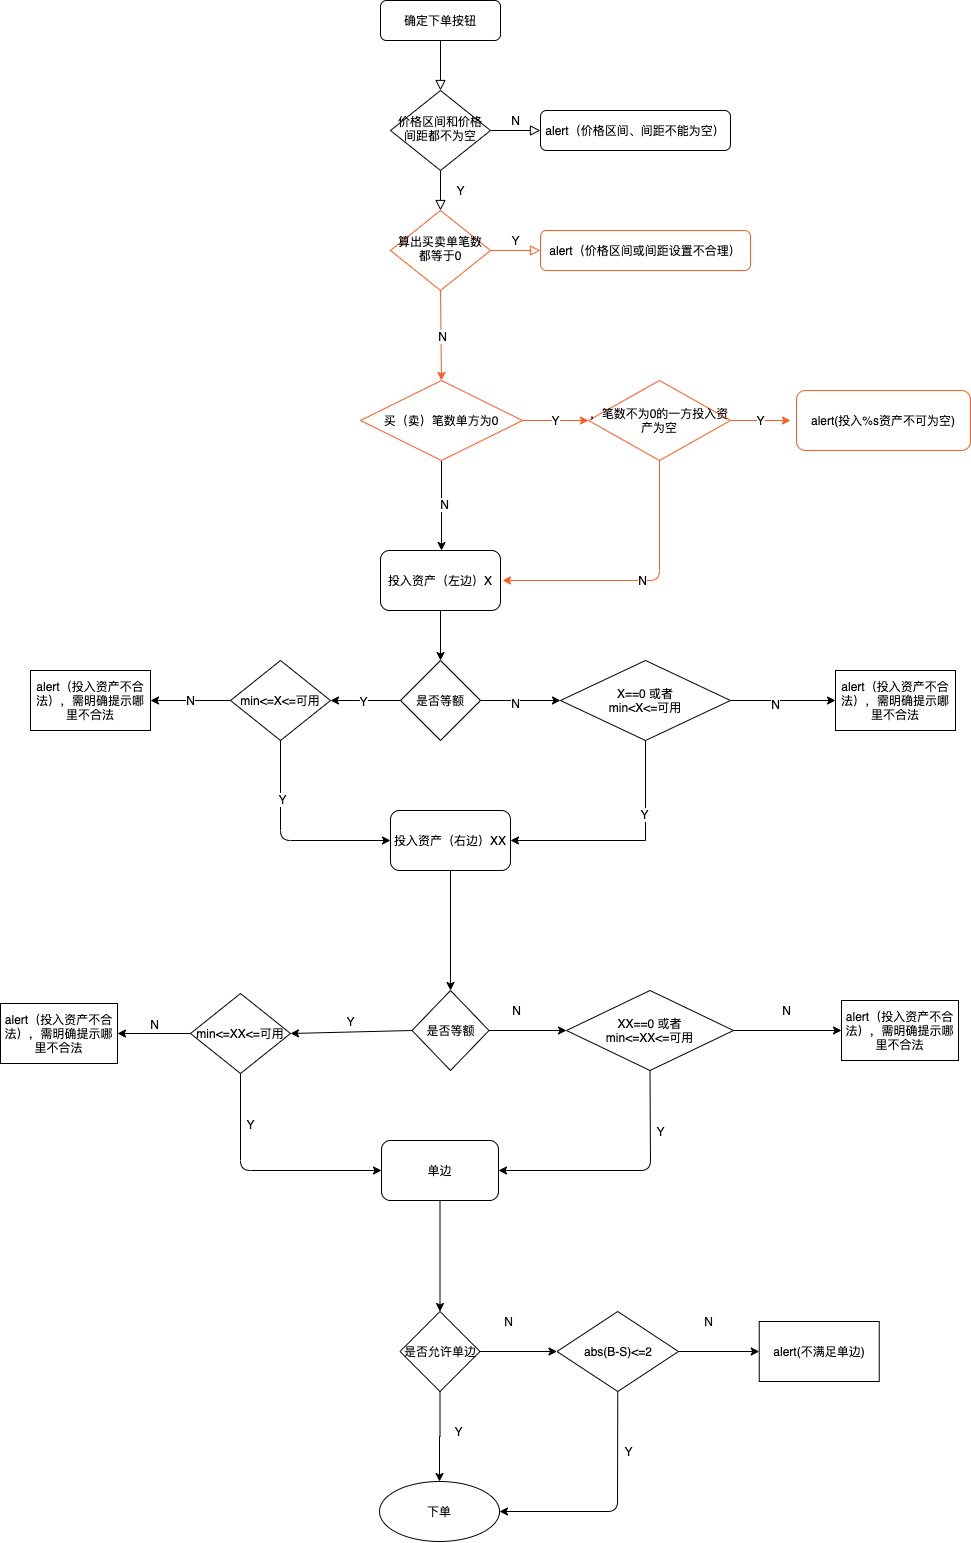 确定下单按钮
价格区间和价格
间距都不为空
N
alert（价格区间、间距不能为空）
Y
算出买卖单笔数
都等于0
Y
alert（价格区间或间距设置不合理）
N
买（卖）笔数单方为0
Y
，笔数不为0的一方投入资
产为空
Y
alert(投入%s资产不可为空)
N
投入资产（左边）X
N
alert（投入资产不合
法），需明确提示哪
里不合法
N
min<=X<=可用
Y
是否等额
N
X==0 或者
min<X<=可用
N
alert（投入资产不合
法），需明确提示哪
里不合法
Y
Y
投入资产（右边）XX
alert（投入资产不合
法），需明确提示哪
里不合法
N
min<=XX<=可用
Y
是否等额
N
XX==0 或者
min<=XX<=可用
N
alert（投入资产不合
法），需明确提示哪
里不合法
Y
Y
单边
是否允许单边
N
abs(B-S)<=2
N
alert(不满足单边)
Y
Y
下单